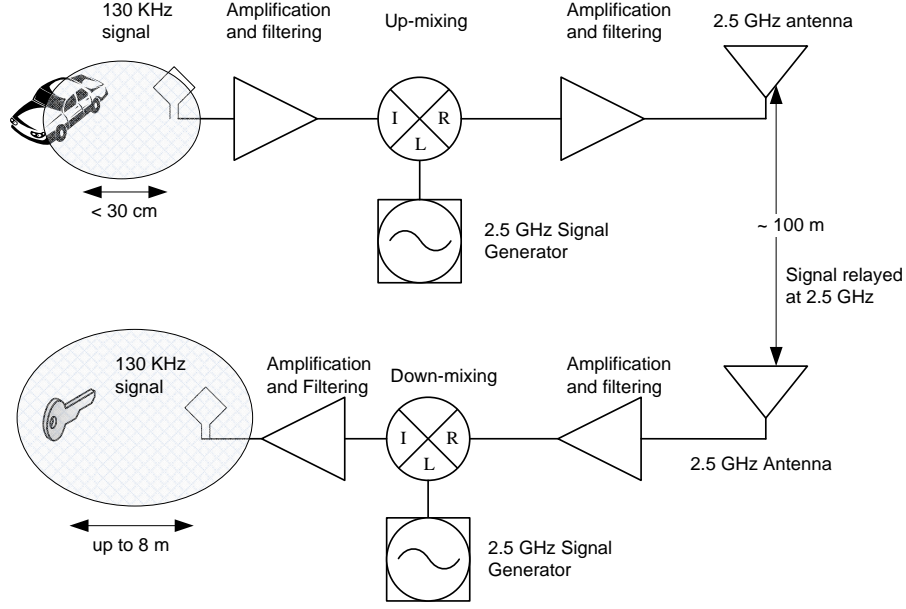 130 KHz
signal
Amplification
and filtering
Up-mixing
Amplification
and filtering
2.5 GHz antenna
I R
L
< 30 cm
2.5 GHz Signal
Generator
~ 100 m
Signal relayed
at 2.5 GHz
130 KHz
signal
Amplification
and Filtering
Down-mixing
Amplification
and filtering
I R
L
2.5 GHz Antenna
up to 8 m
2.5 GHz Signal
Generator